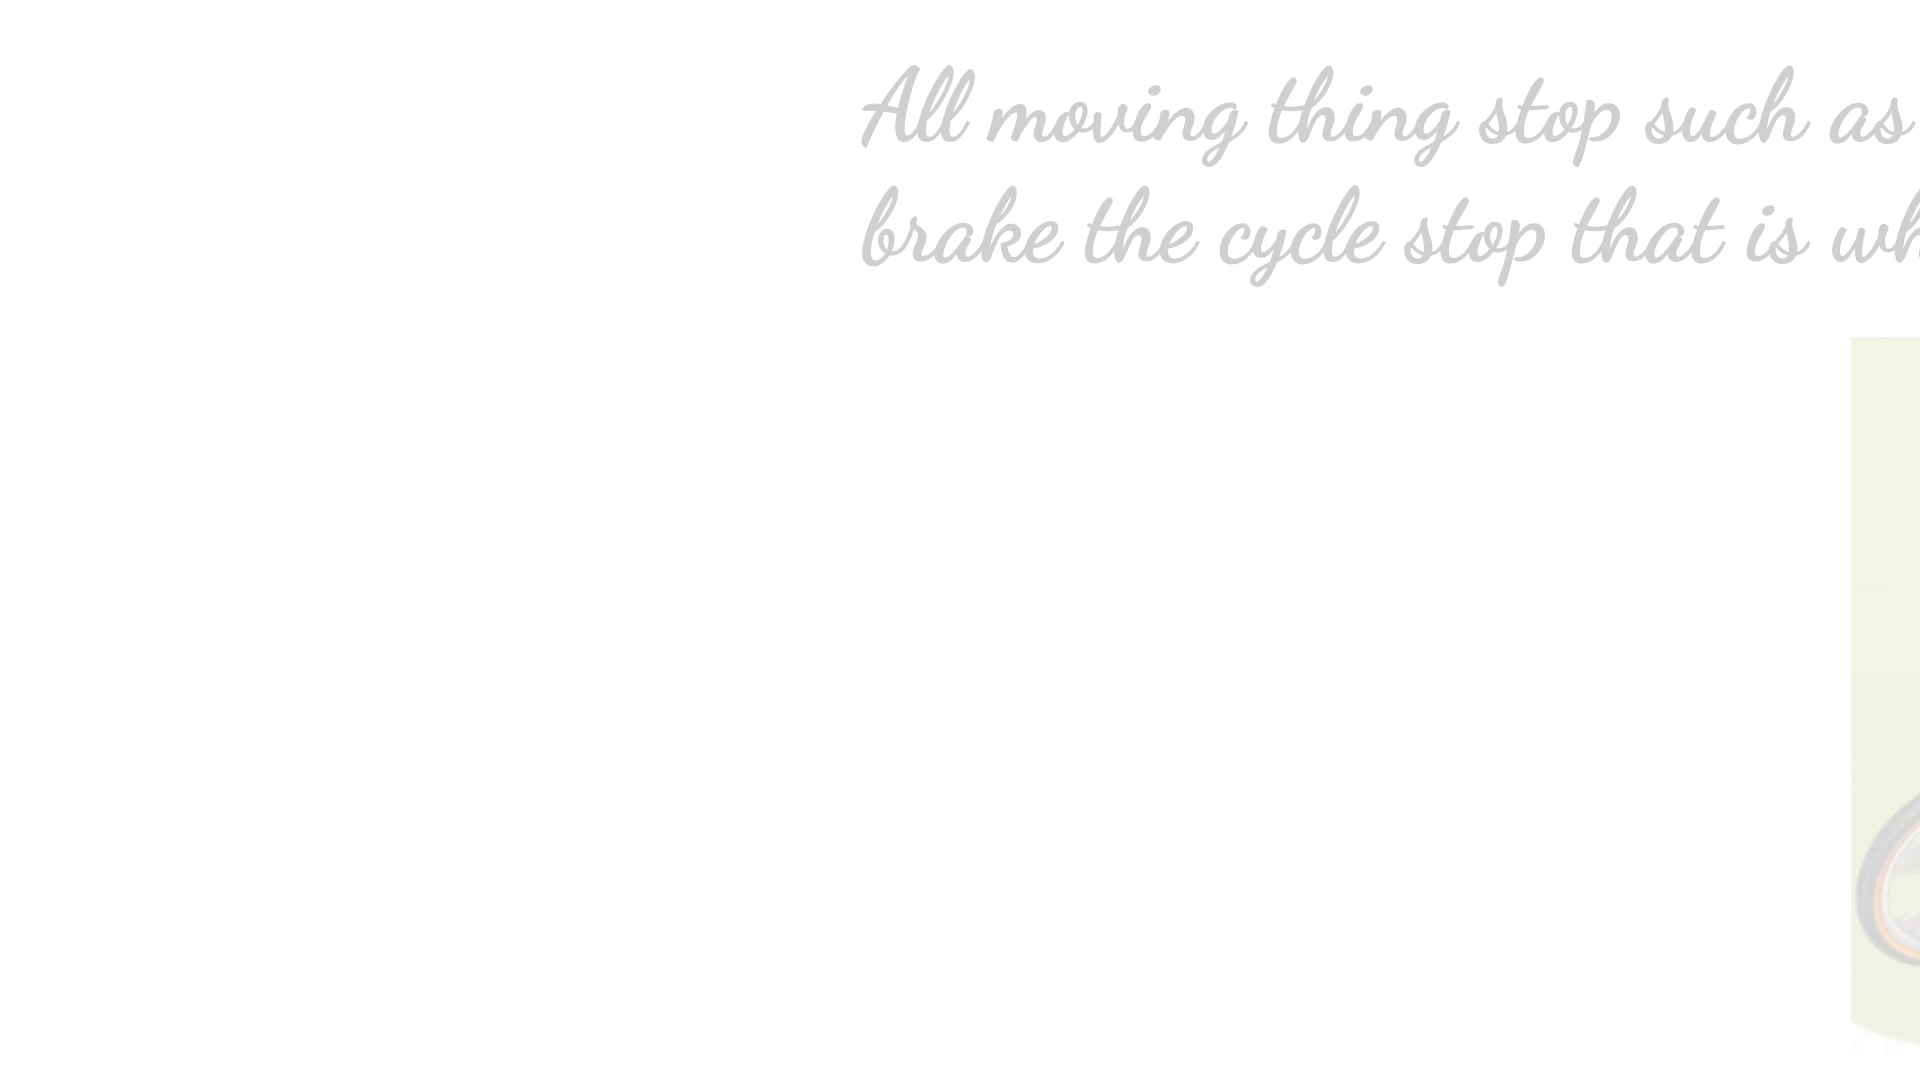 All moving thing stop such as
brake the cycle stop that is